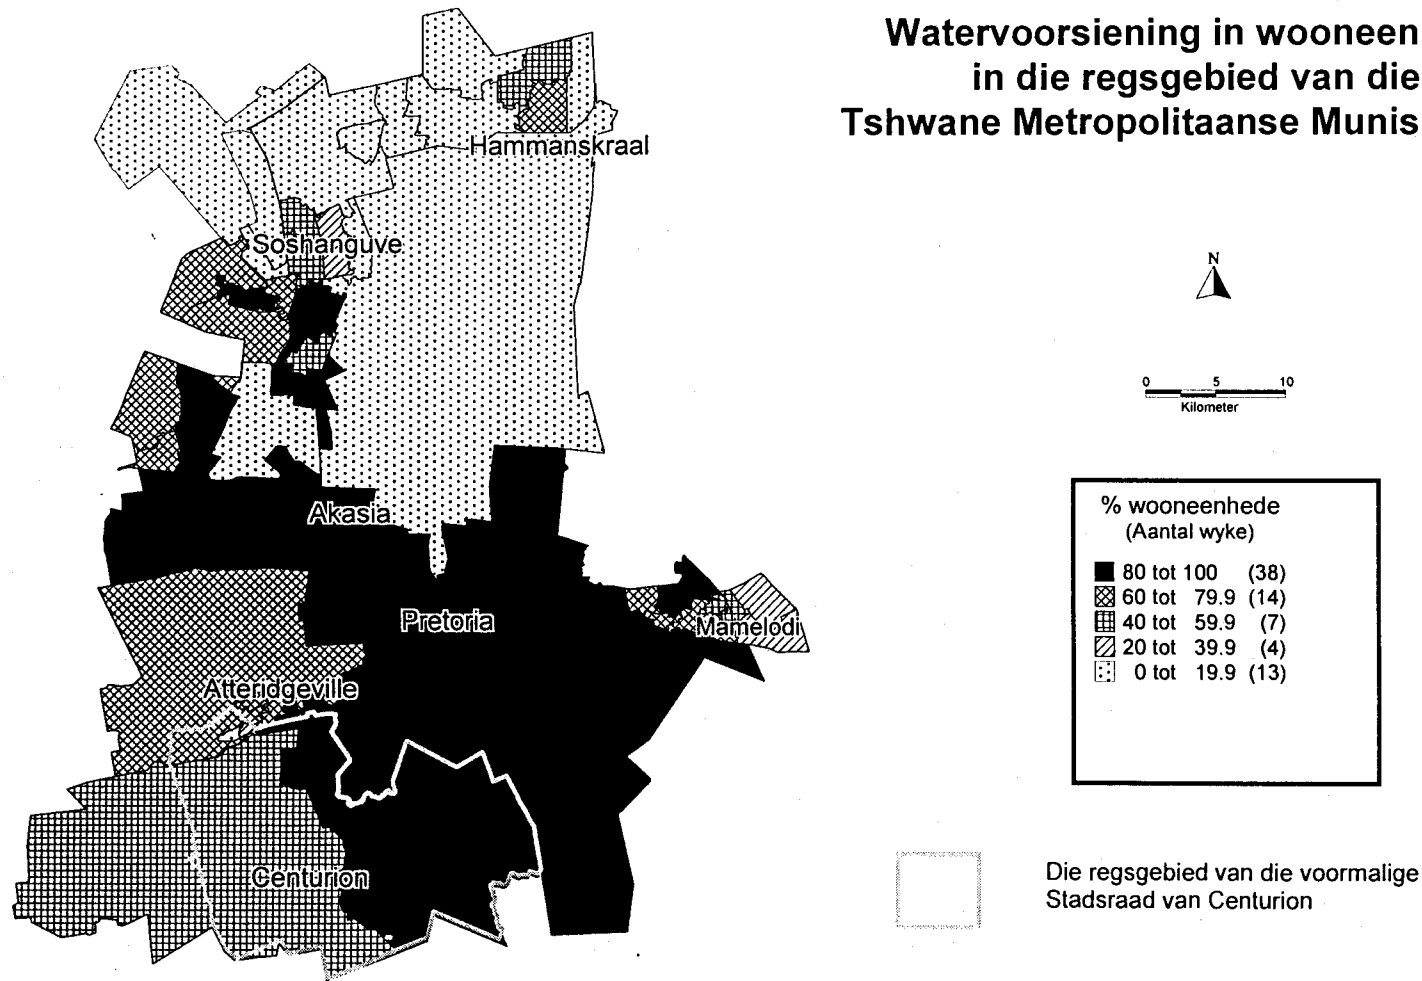 Watervoorsiening in wooneen
in die regsgebied van die
Tshwane Metropolitaanse Munis
Hammanskraal
Soshanguve
N
0 5 10
Kilometer
Akasia
% wooneenhede
(Aantal wyke)
80 tot 100 (38)
60 tot 79.9 (14)
40 tot 59.9 (7)
20 tot 39.9 (4)
0 tot 19.9 (13)
Pretoria
Mamelodi
Atteridgeville
Centurion
Die regsgebied van die voormalige
Stadsraad van Centurion